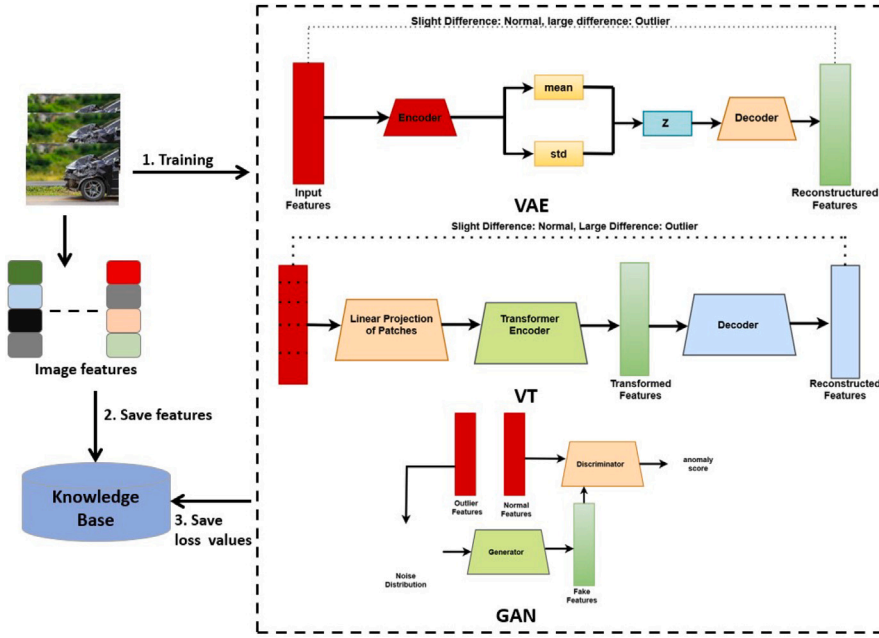 Slight Difference: Normal, large difference: Outlier
Encoder
mean
std
Z
Decoder
Input
Features
Reconstructured
Features
VAE
1. Training
Slight Difference: Normal, Large Difference: Outlier
Linear Projection
of Patches
Transformer
Encoder
Decoder
Transformed
Features
Reconstructed
Features
VT
Image features
2. Save features
Knowledge
Base
3. Save
loss values
Outlier
Features
Normal
Features
Discriminator
anomaly
score
Generator
Noise
Distribution
Fake
Features
GAN